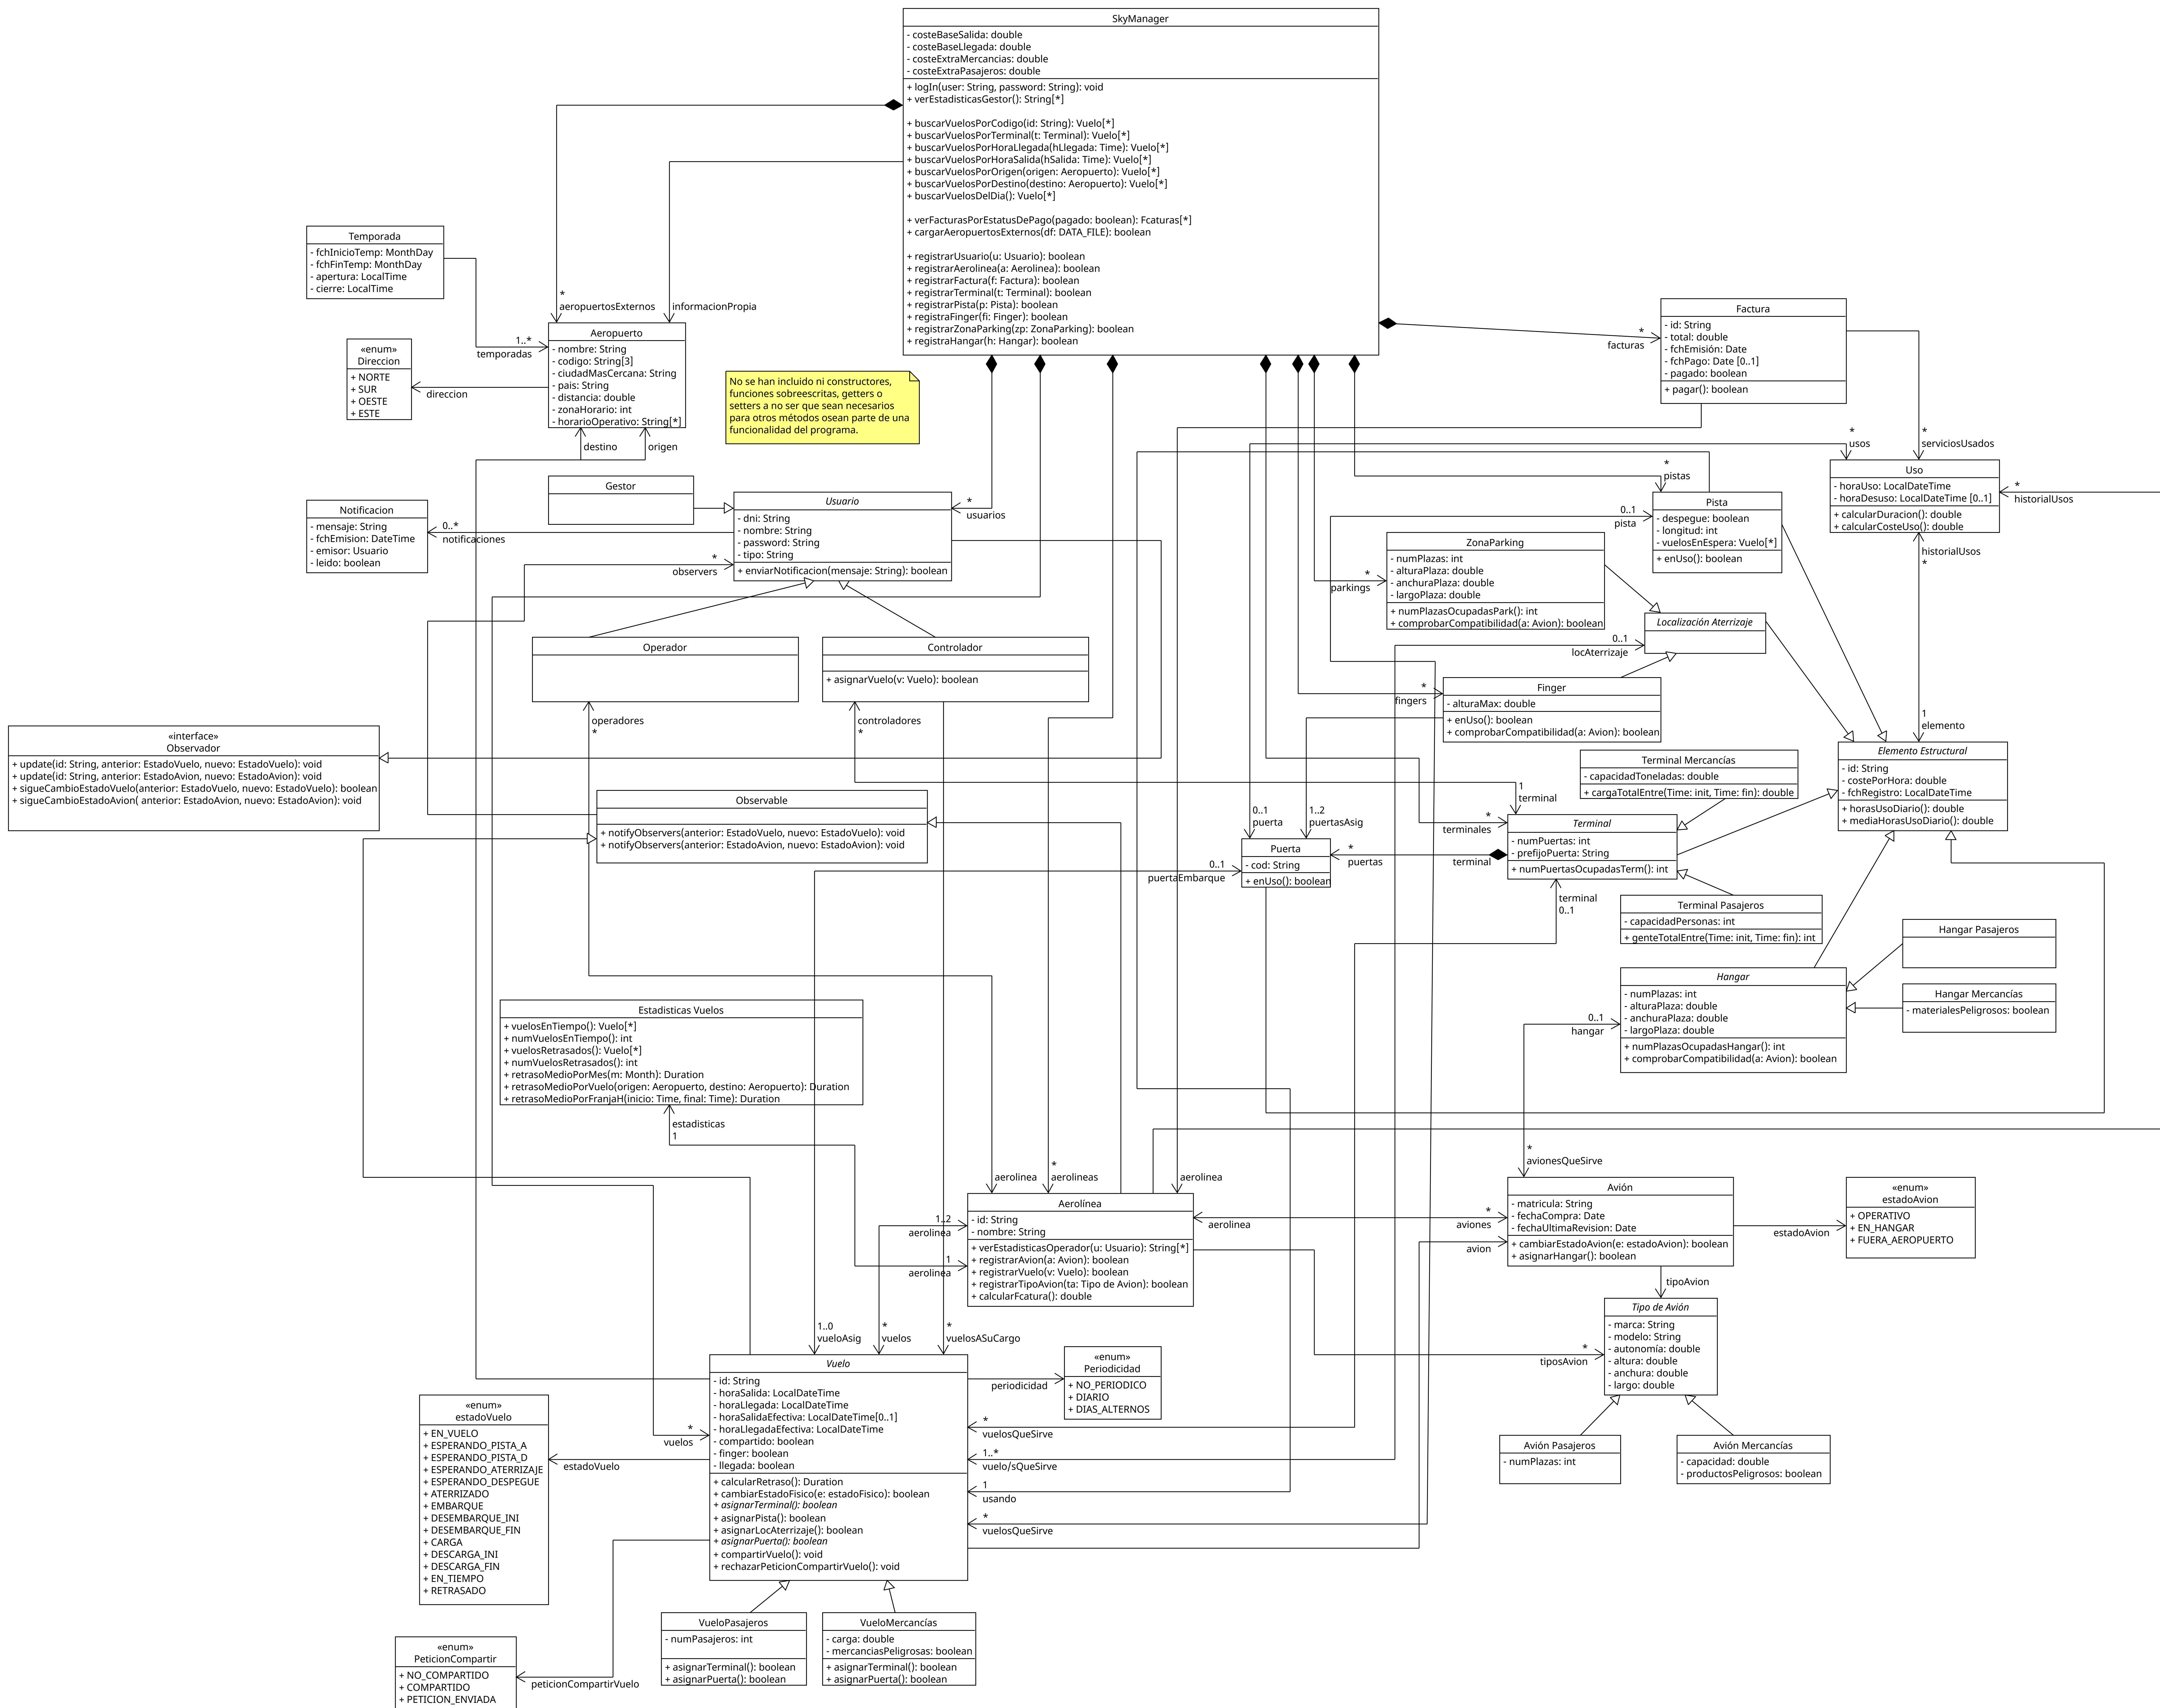 SkyManager
- costeBaseSalida: double
- costeBaseLlegada: double
- costeExtraMercancias: double
- costeExtraPasajeros: double
+ logIn(user: String, password: String): void
+ verEstadisticasGestor(): String[*]
+ buscarVuelosPorCodigo(id: String): Vuelo[*]
+ buscarVuelosPorTerminal(t: Terminal): Vuelo[*]
+ buscarVuelosPorHoraLlegada(hLlegada: Time): Vuelo[*]
+ buscarVuelosPorHoraSalida(hSalida: Time): Vuelo[*]
+ buscarVuelosPorOrigen(origen: Aeropuerto): Vuelo[*]
+ buscarVuelosPorDestino(destino: Aeropuerto): Vuelo[*]
+ buscarVuelosDelDia(): Vuelo[*]
+ verFacturasPorEstatusDePago(pagado: boolean): Fcaturas[*]
+ cargarAeropuertosExternos(df: DATA_FILE): boolean
+ registrarUsuario(u: Usuario): boolean
+ registrarAerolinea(a: Aerolinea): boolean
+ registrarFactura(f: Factura): boolean
+ registrarTerminal(t: Terminal): boolean
+ registrarPista(p: Pista): boolean
+ registraFinger(fi: Finger): boolean
+ registrarZonaParking(zp: ZonaParking): boolean
+ registraHangar(h: Hangar): boolean
Temporada
- fchInicioTemp: MonthDay
- fchFinTemp: MonthDay
- apertura: LocalTime
- cierre: LocalTime
*
aeropuertosExternos
informacionPropia
1..*
temporadas
Aeropuerto
- nombre: String
- codigo: String[3]
- ciudadMasCercana: String
- pais: String
- distancia: double
- zonaHorario: int
- horarioOperativo: String[*]
«enum»
Direccion
+ NORTE
+ SUR
+ OESTE
+ ESTE
direccion
destino
origen
No se han incluido ni constructores,
funciones sobreescritas, getters o
setters a no ser que sean necesarios
para otros métodos osean parte de una
funcionalidad del programa.
*
facturas
Factura
- id: String
- total: double
- fchEmisión: Date
- fchPago: Date [0..1]
- pagado: boolean
+ pagar(): boolean
*
usos
*
serviciosUsados
Uso
- horaUso: LocalDateTime
- horaDesuso: LocalDateTime [0..1]
+ calcularDuracion(): double
+ calcularCosteUso(): double
*
historialUsos
historialUsos
*
*
pistas
Pista
- despegue: boolean
- longitud: int
- vuelosEnEspera: Vuelo[*]
+ enUso(): boolean
0..1
pista
Gestor
Notificacion
- mensaje: String
- fchEmision: DateTime
- emisor: Usuario
- leido: boolean
0..*
notificaciones
Usuario
- dni: String
- nombre: String
- password: String
- tipo: String
+ enviarNotificacion(mensaje: String): boolean
*
usuarios
*
observers
ZonaParking
- numPlazas: int
- alturaPlaza: double
- anchuraPlaza: double
- largoPlaza: double
+ numPlazasOcupadasPark(): int
+ comprobarCompatibilidad(a: Avion): boolean
*
parkings
Localización Aterrizaje
0..1
locAterrizaje
Operador
Controlador
+ asignarVuelo(v: Vuelo): boolean
Finger
- alturaMax: double
+ enUso(): boolean
+ comprobarCompatibilidad(a: Avion): boolean
*
fingers
operadores
*
controladores
*
1
elemento
«interface»
Observador
+ update(id: String, anterior: EstadoVuelo, nuevo: EstadoVuelo): void
+ update(id: String, anterior: EstadoAvion, nuevo: EstadoAvion): void
+ sigueCambioEstadoVuelo(anterior: EstadoVuelo, nuevo: EstadoVuelo): boolean
+ sigueCambioEstadoAvion( anterior: EstadoAvion, nuevo: EstadoAvion): void
Elemento Estructural
- id: String
- costePorHora: double
- fchRegistro: LocalDateTime
+ horasUsoDiario(): double
+ mediaHorasUsoDiario(): double
Terminal Mercancías
- capacidadToneladas: double
+ cargaTotalEntre(Time: init, Time: fin): double
Observable
+ notifyObservers(anterior: EstadoVuelo, nuevo: EstadoVuelo): void
+ notifyObservers(anterior: EstadoAvion, nuevo: EstadoAvion): void
0..1
puerta
1..2
puertasAsig
1
terminal
*
terminales
Terminal
- numPuertas: int
- prefijoPuerta: String
+ numPuertasOcupadasTerm(): int
Puerta
- cod: String
+ enUso(): boolean
*
puertas
terminal
0..1
puertaEmbarque
terminal
0..1
Terminal Pasajeros
- capacidadPersonas: int
+ genteTotalEntre(Time: init, Time: fin): int
Hangar Pasajeros
Hangar
- numPlazas: int
- alturaPlaza: double
- anchuraPlaza: double
- largoPlaza: double
+ numPlazasOcupadasHangar(): int
+ comprobarCompatibilidad(a: Avion): boolean
0..1
hangar
Hangar Mercancías
- materialesPeligrosos: boolean
Estadisticas Vuelos
+ vuelosEnTiempo(): Vuelo[*]
+ numVuelosEnTiempo(): int
+ vuelosRetrasados(): Vuelo[*]
+ numVuelosRetrasados(): int
+ retrasoMedioPorMes(m: Month): Duration
+ retrasoMedioPorVuelo(origen: Aeropuerto, destino: Aeropuerto): Duration
+ retrasoMedioPorFranjaH(inicio: Time, final: Time): Duration
estadisticas
1
aerolinea
*
aerolineas
aerolinea
*
avionesQueSirve
Aerolínea
- id: String
- nombre: String
+ verEstadisticasOperador(u: Usuario): String[*]
+ registrarAvion(a: Avion): boolean
+ registrarVuelo(v: Vuelo): boolean
+ registrarTipoAvion(ta: Tipo de Avion): boolean
+ calcularFcatura(): double
1..2
aerolinea
1
aerolinea
aerolinea
*
aviones
avion
Avión
- matricula: String
- fechaCompra: Date
- fechaUltimaRevision: Date
+ cambiarEstadoAvion(e: estadoAvion): boolean
+ asignarHangar(): boolean
estadoAvion
«enum»
estadoAvion
+ OPERATIVO
+ EN_HANGAR
+ FUERA_AEROPUERTO
tipoAvion
Tipo de Avión
- marca: String
- modelo: String
- autonomía: double
- altura: double
- anchura: double
- largo: double
*
tiposAvion
1..0
vueloAsig
*
vuelos
*
vuelosASuCargo
Vuelo
- id: String
- horaSalida: LocalDateTime
- horaLlegada: LocalDateTime
- horaSalidaEfectiva: LocalDateTime[0..1]
- horaLlegadaEfectiva: LocalDateTime
- compartido: boolean
- finger: boolean
- llegada: boolean
+ calcularRetraso(): Duration
+ cambiarEstadoFisico(e: estadoFisico): boolean
+ asignarTerminal(): boolean
+ asignarPista(): boolean
+ asignarLocAterrizaje(): boolean
+ asignarPuerta(): boolean
+ compartirVuelo(): void
+ rechazarPeticionCompartirVuelo(): void
periodicidad
«enum»
Periodicidad
+ NO_PERIODICO
+ DIARIO
+ DIAS_ALTERNOS
*
vuelos
*
vuelosQueSirve
1..*
vuelo/sQueSirve
1
usando
*
vuelosQueSirve
estadoVuelo
«enum»
estadoVuelo
+ EN_VUELO
+ ESPERANDO_PISTA_A
+ ESPERANDO_PISTA_D
+ ESPERANDO_ATERRIZAJE
+ ESPERANDO_DESPEGUE
+ ATERRIZADO
+ EMBARQUE
+ DESEMBARQUE_INI
+ DESEMBARQUE_FIN
+ CARGA
+ DESCARGA_INI
+ DESCARGA_FIN
+ EN_TIEMPO
+ RETRASADO
Avión Pasajeros
- numPlazas: int
Avión Mercancías
- capacidad: double
- productosPeligrosos: boolean
VueloPasajeros
- numPasajeros: int
+ asignarTerminal(): boolean
+ asignarPuerta(): boolean
VueloMercancías
- carga: double
- mercanciasPeligrosas: boolean
+ asignarTerminal(): boolean
+ asignarPuerta(): boolean
«enum»
PeticionCompartir
+ NO_COMPARTIDO
+ COMPARTIDO
+ PETICION_ENVIADA
peticionCompartirVuelo